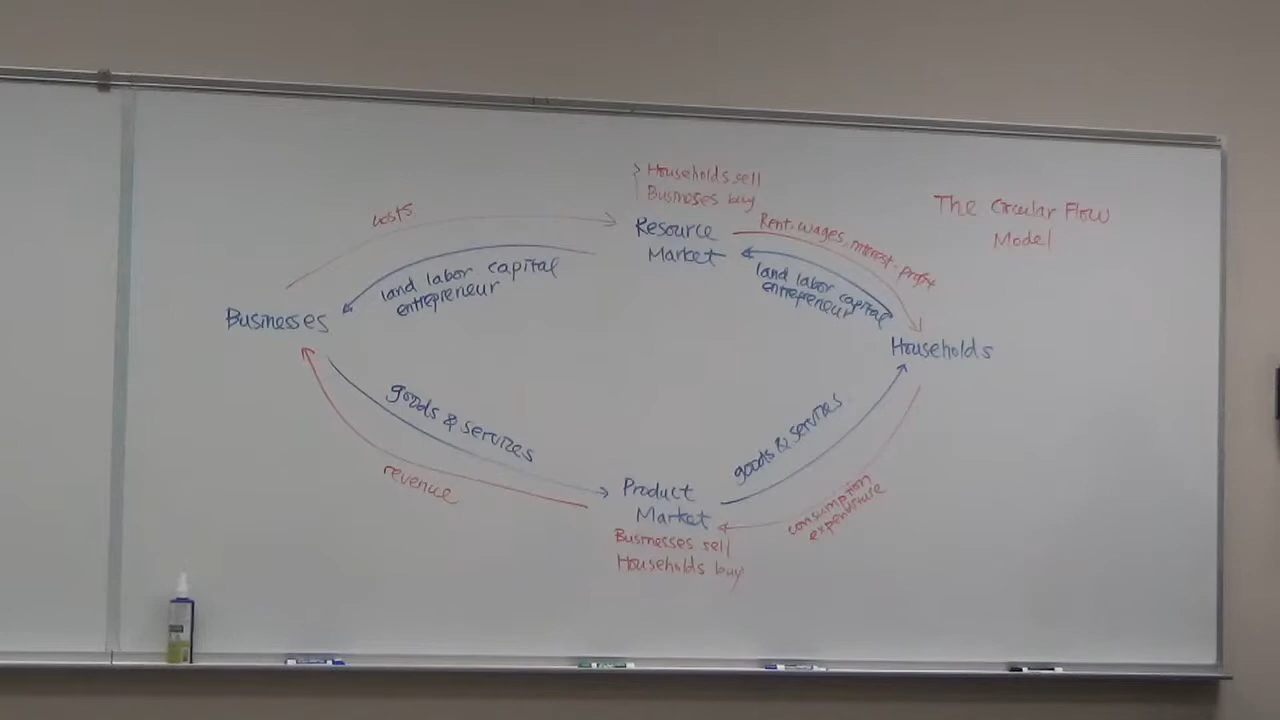 > Households sell
Businesses buy
The Circular Flow
Model
costs
Resource
Market
Rent, wages, interest, profit
land labor capital
entrepreneur
land labor capital
entrepreneur
Businesses
Households
goods & services
goods & services
revenue
Product
Market
consumption
expenditure
Businesses sell
Households buy